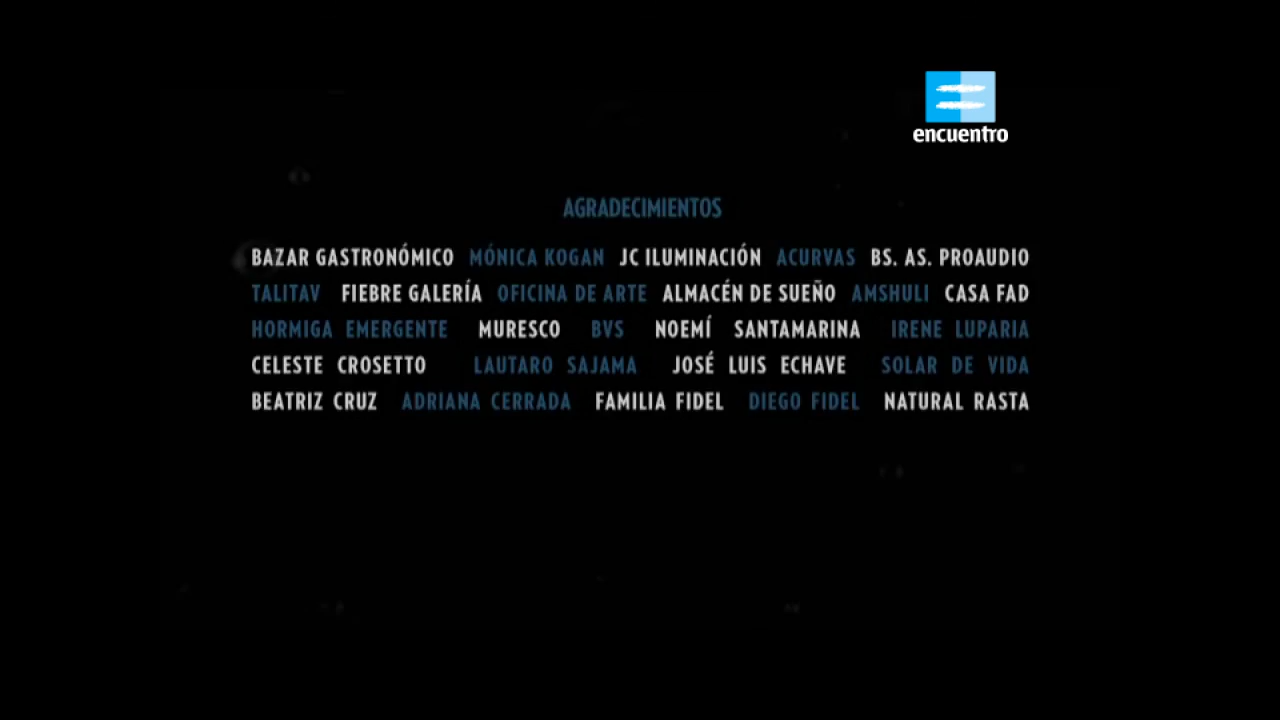 encuentro
AGRADECIMIENTOS
BAZAR GASTRONÓMICO MÓNICA KOGAN JC ILUMINACIÓN ACURVAS BS. AS. PROAUDIO
TALITAV FIEBRE GALERÍA OFICINA DE ARTE ALMACÉN DE SUEÑO AMSHULI CASA FAD
HORMIGA EMERGENTE MURESCO BVS NOEMÍ SANTAMARINA IRENE LUPARIA
CELESTE CROSETTO LAUTARO SAJAMA JOSÉ LUIS ECHAVE SOLAR DE VIDA
BEATRIZ CRUZ ADRIANA CERRADA FAMILIA FIDEL DIEGO FIDEL NATURAL RASTA